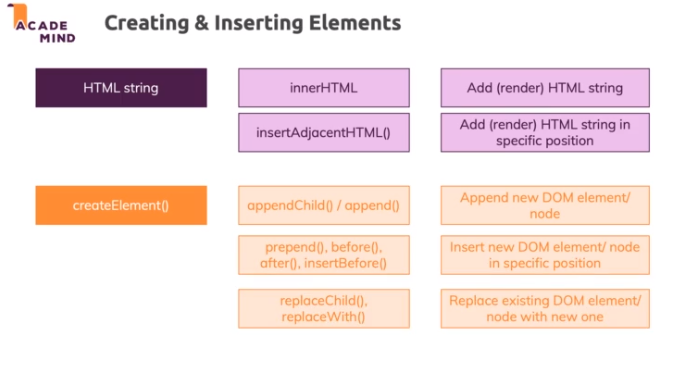 ACADE
MIND
Creating & Inserting Elements
HTML string
innerHTML
Add (render) HTML string
insertAdjacentHTML()
Add (render) HTML string in
specific position
createElement()
appendChild() / append()
Append new DOM element/
node
prepend(), before(),
after(), insertBefore()
Insert new DOM element/ node
in specific position
replaceChild(),
replaceWith()
Replace existing DOM element/
node with new one